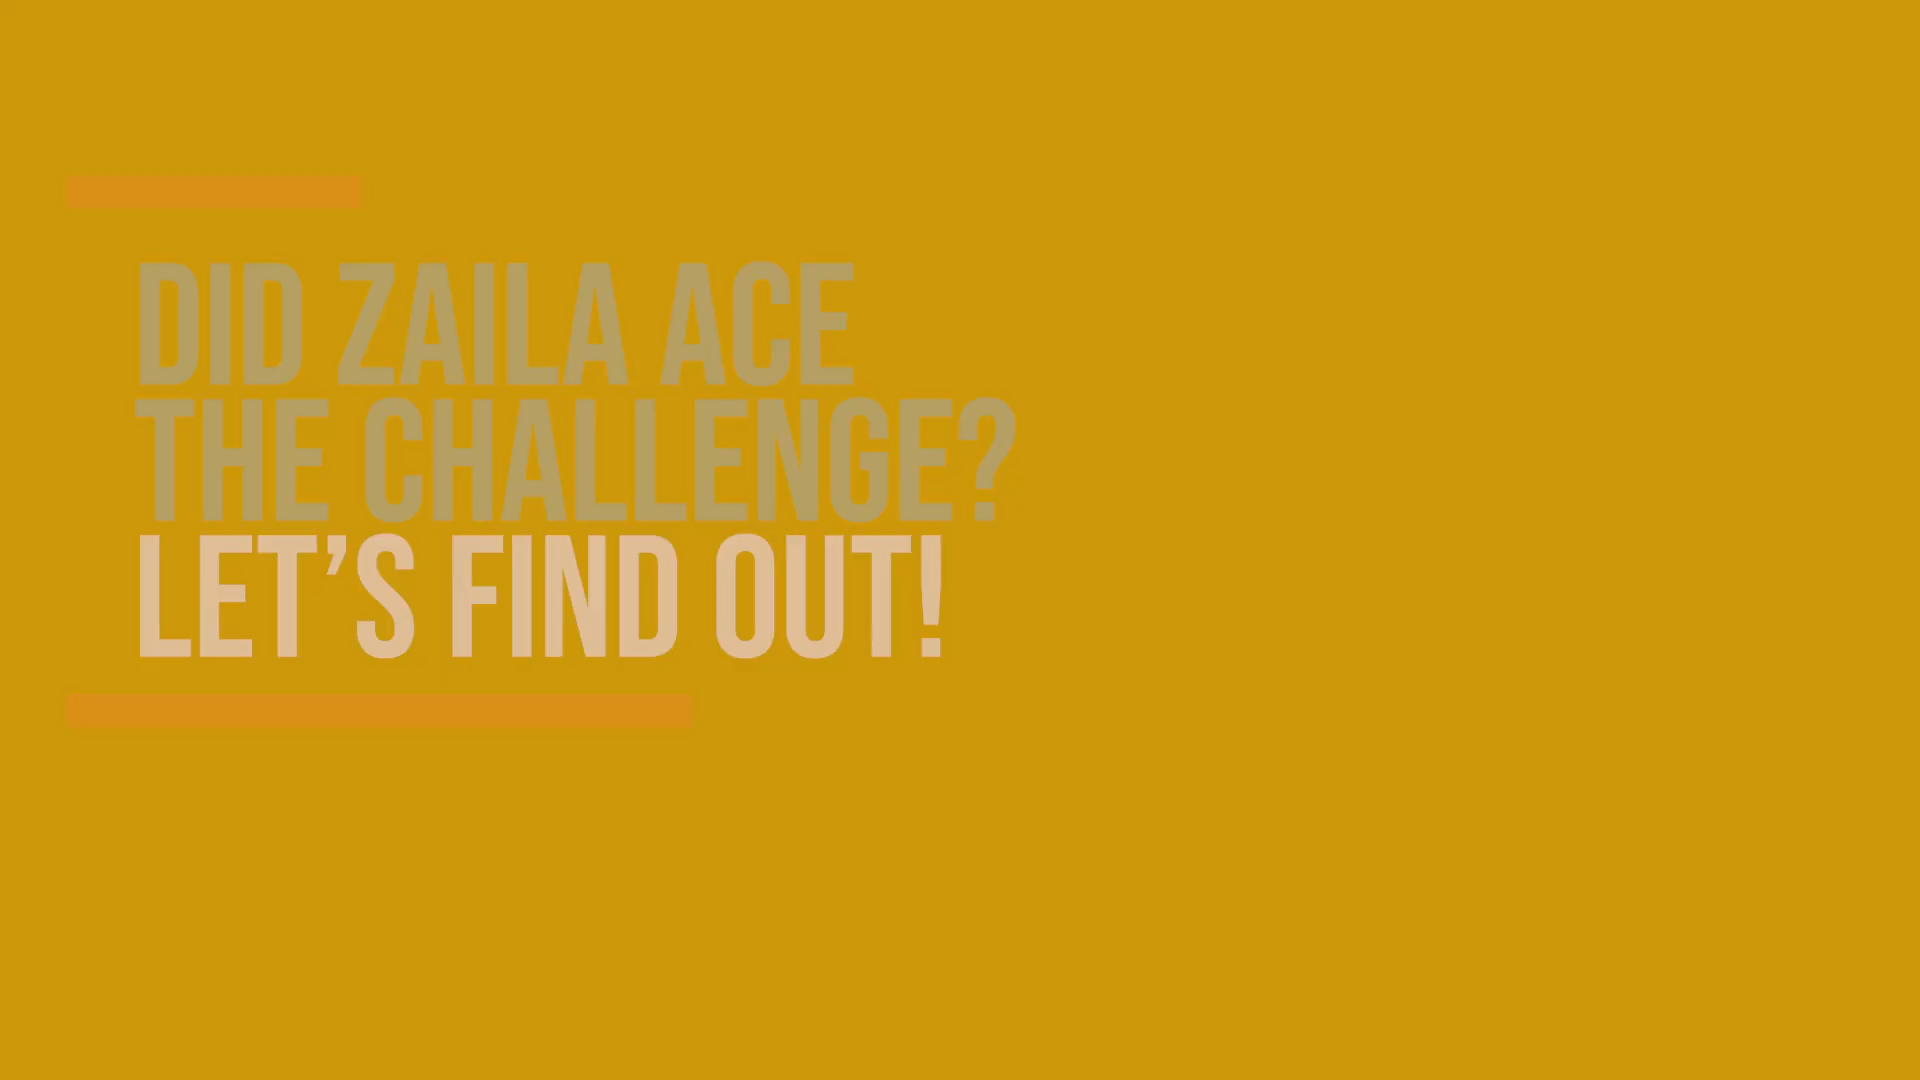 DID ZAILA ACE
THE CHALLENGE?
LET’S FIND OUT!